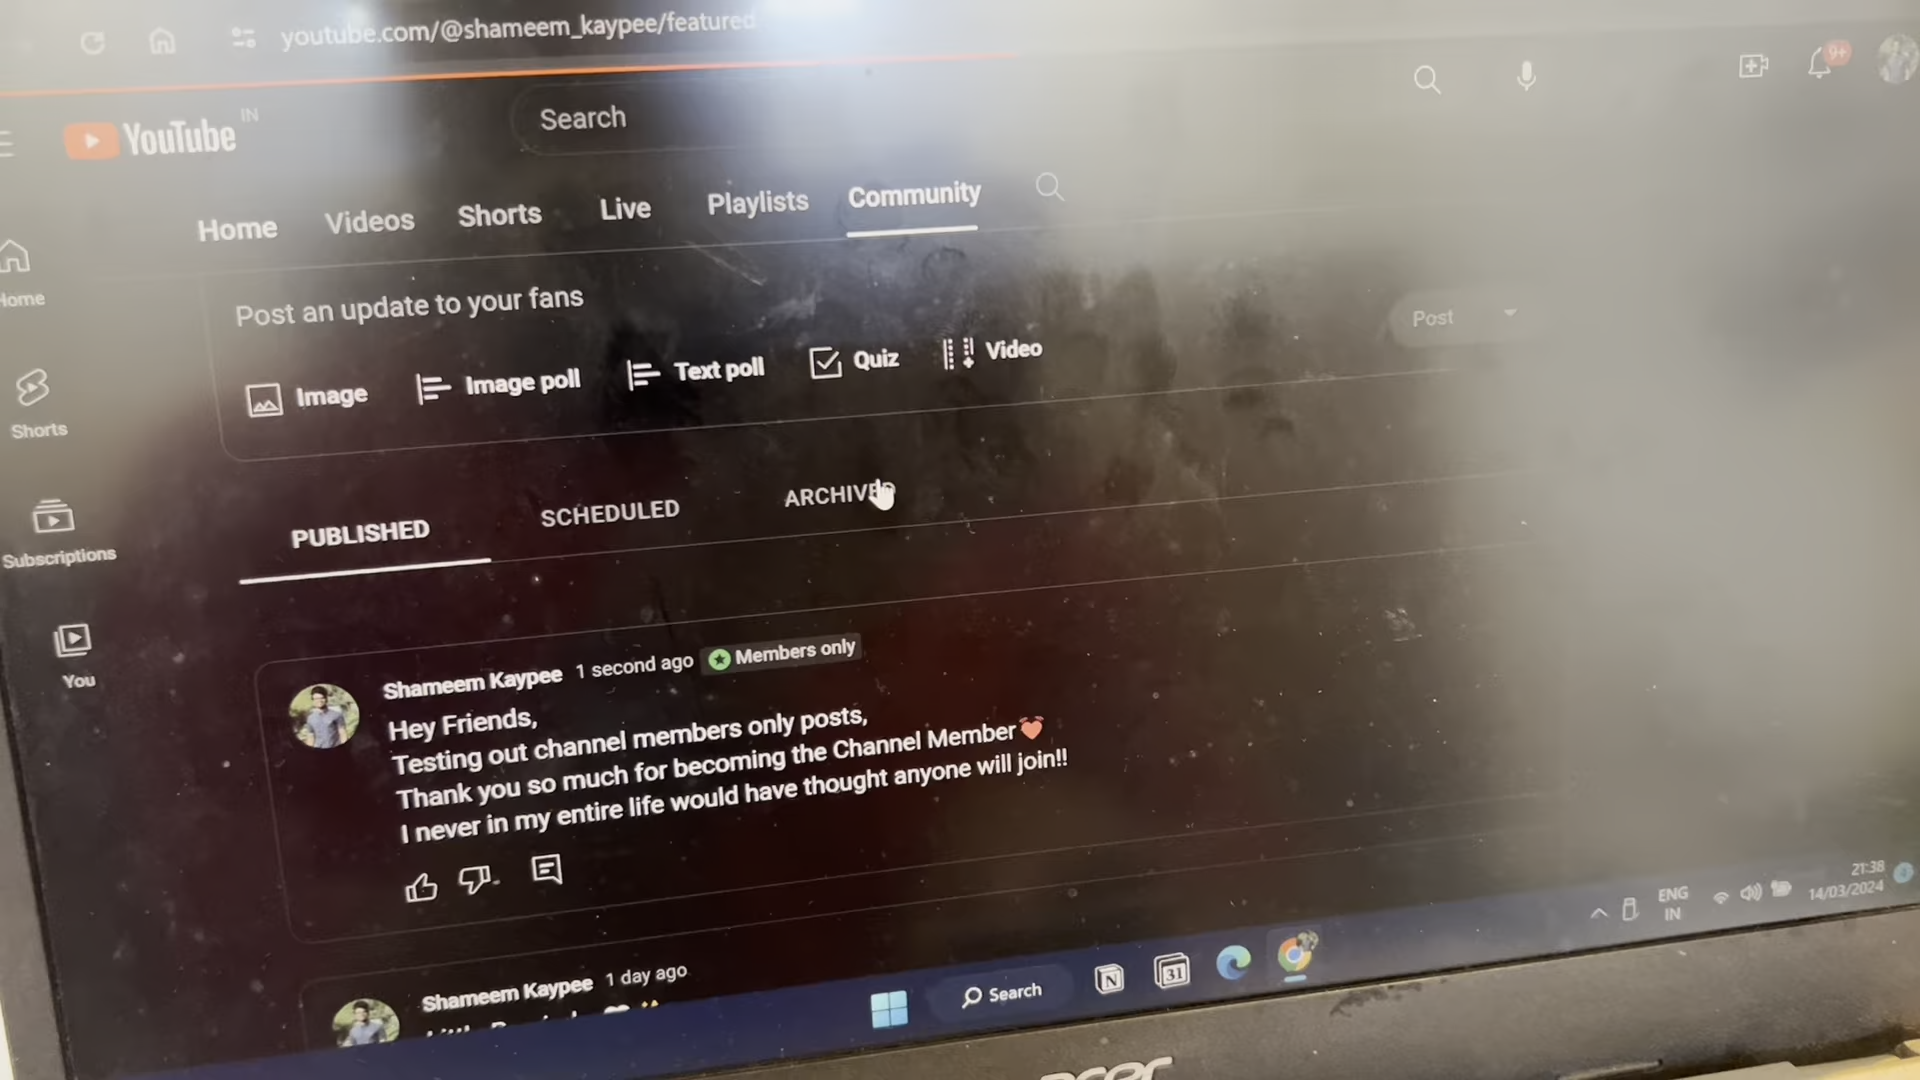 youtube.com/@shameem_kaypee/featured
9+
YouTube IN
Search
Home Videos Shorts Live Playlists Community
Home
Post an update to your fans
Post
Image Image poll Text poll Quiz Video
Shorts
PUBLISHED SCHEDULED ARCHIVED
Subscriptions
Shameem Kaypee 1 second ago Members only
You
Hey Friends,
Testing out channel members only posts,
Thank you so much for becoming the Channel Member
I never in my entire life would have thought anyone will join!!
Shameem Kaypee 1 day ago
Search
31
ENG
IN
21:38
14/03/2024
acer